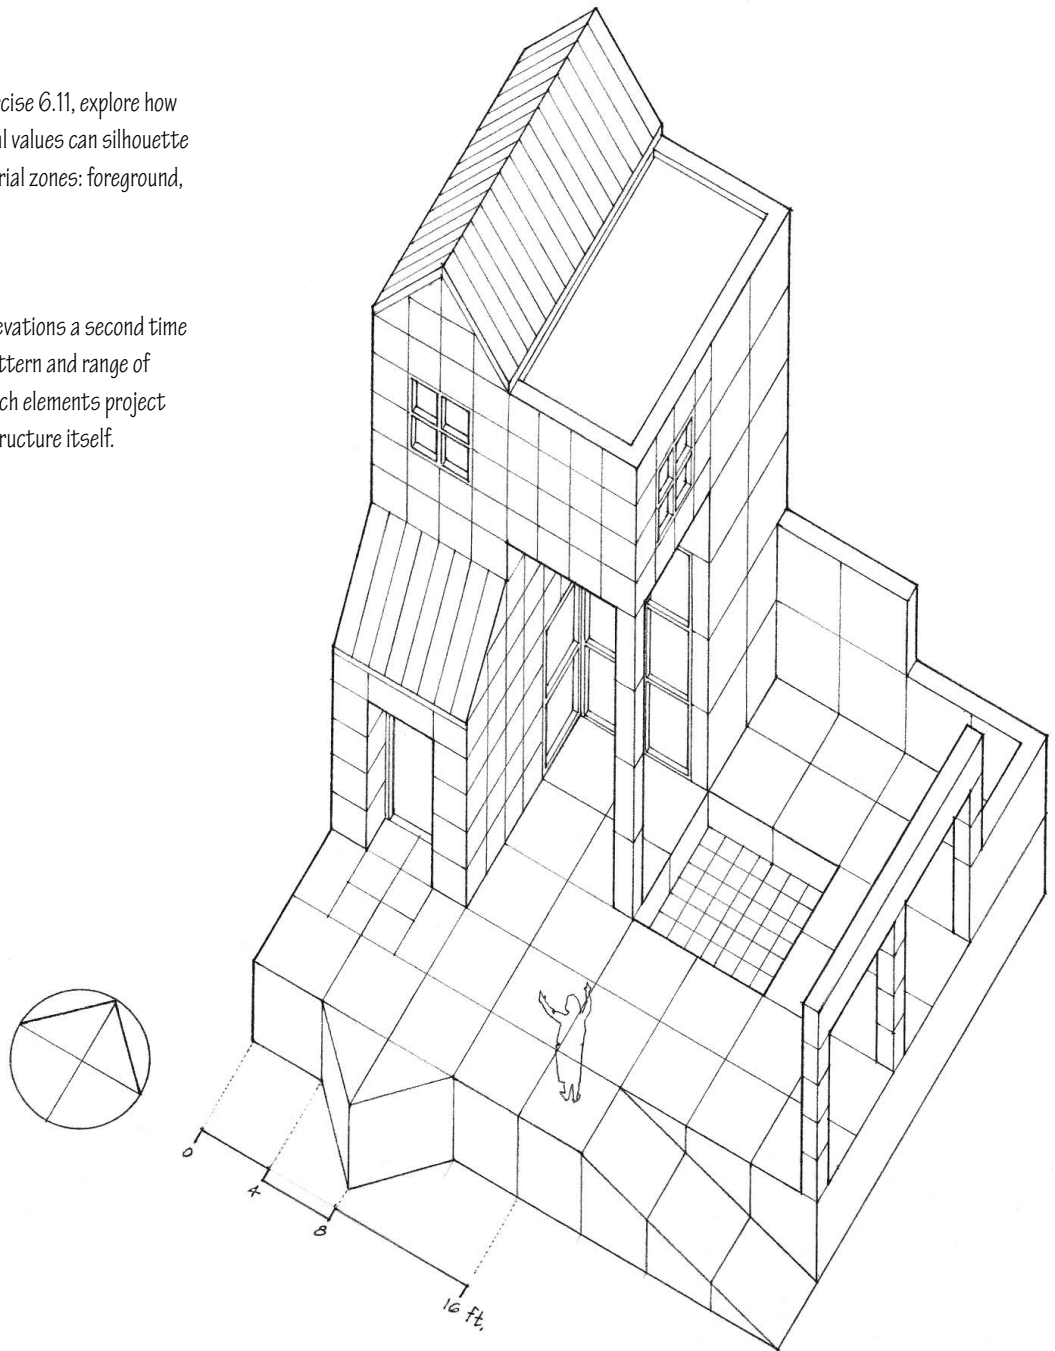 cise 6.11, explore how
l values can silhouette
rial zones: foreground,
evations a second time
ttern and range of
ch elements project
ructure itself.
0
4
8
16 ft.